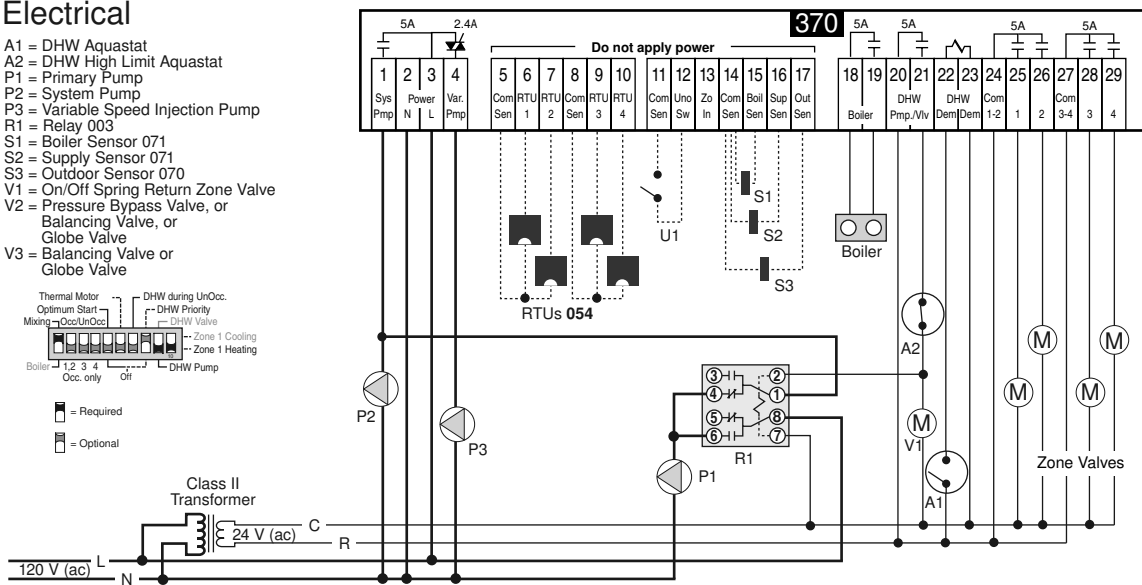 Electrical
A1 = DHW Aquastat
A2 = DHW High Limit Aquastat
P1 = Primary Pump
P2 = System Pump
P3 = Variable Speed Injection Pump
R1 = Relay 003
S1 = Boiler Sensor 071
S2 = Supply Sensor 071
S3 = Outdoor Sensor 070
V1 = On/Off Spring Return Zone Valve
V2 = Pressure Bypass Valve, or
Balancing Valve, or
Globe Valve
V3 = Balancing Valve or
Globe Valve
Thermal Motor
DHW during UnOcc.
Optimum Start
DHW Priority
Mixing
Occ/UnOcc
DHW Valve
Zone 1 Cooling
Zone 1 Heating
10
Boiler
1,2 3 4
Off
DHW Pump
Occ. only
= Required
= Optional
5A 2.4A
Do not apply power
370
5A 5A 5A 5A
1 2 3 4 5 6 7 8 9 10 11 12 13 14 15 16 17 18 19 20 21 22 23 24 25 26 27 28 29
Sys Power Var. Com RTU RTU Com RTU RTU Com Uno Zo Com Boil Sup Out DHW DHW Com Com
Pmp N L Pmp Sen 1 2 Sen 3 4 Sen Sw In Sen Sen Sen Sen Boiler Pmp./Vlv Dem Dem 1-2 1 2 3-4 3 4
U1
S1
S2
S3
RTUs 054
Boiler
A2
M M
M M
P2
P3
3 2
4 1
5 8
6 7
R1
P1
M
V1
A1
Zone Valves
Class II
Transformer
24 V (ac)
C
R
120 V (ac)
L
N